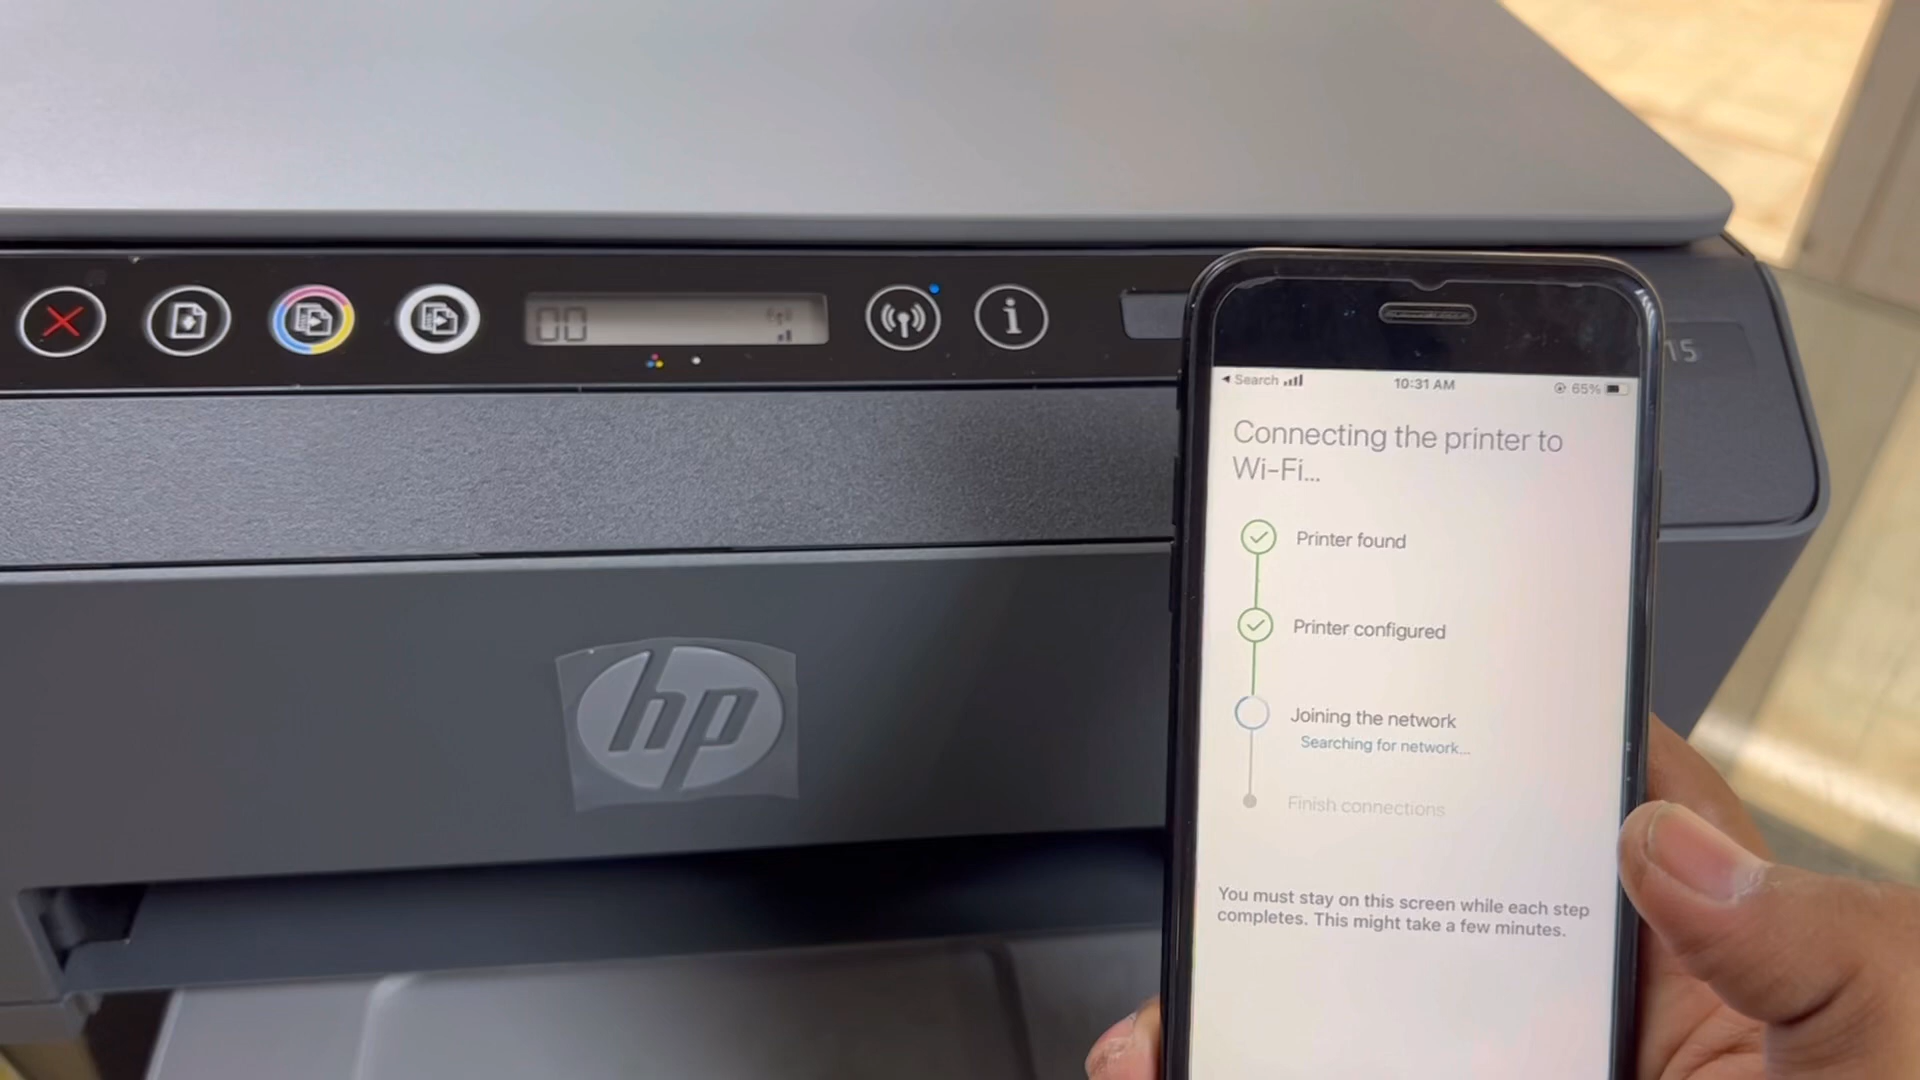 00
i
15
Search
10:31 AM
65%
Connecting the printer to
Wi-Fi...
Printer found
Printer configured
Joining the network
Searching for network...
Finish connections
You must stay on this screen while each step
completes. This might take a few minutes.
hp